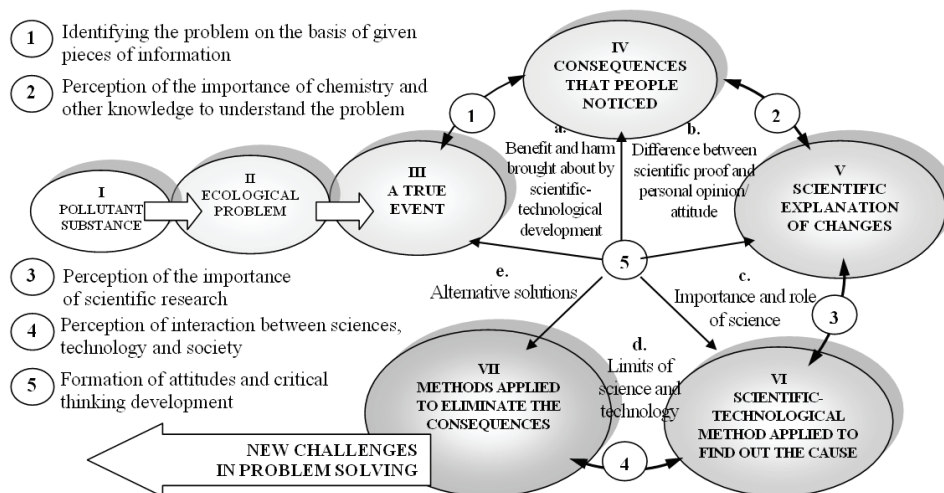 1
Identifying the problem on the basis of given
pieces of information
2
Perception of the importance of chemistry and
other knowledge to understand the problem
I
POLLUTANT
SUBSTANCE
II
ECOLOGICAL
PROBLEM
III
A TRUE
EVENT
1
IV
CONSEQUENCES
THAT PEOPLE
NOTICED
2
a.
Benefit and harm
brought about by
scientific-
technological
development
b.
Difference between
scientific proof and
personal opinion/
attitude
V
SCIENTIFIC
EXPLANATION
OF CHANGES
5
3
Perception of the importance
of scientific research
4
Perception of interaction between sciences,
technology and society
5
Formation of attitudes and critical
thinking development
e.
Alternative solutions
c.
Importance and role
of science
3
d.
Limits of
science and
technology
VII
METHODS APPLIED
TO ELIMINATE THE
CONSEQUENCES
VI
SCIENTIFIC-
TECHNOLOGICAL
METHOD APPLIED TO
FIND OUT THE CAUSE
4
NEW CHALLENGES
IN PROBLEM SOLVING